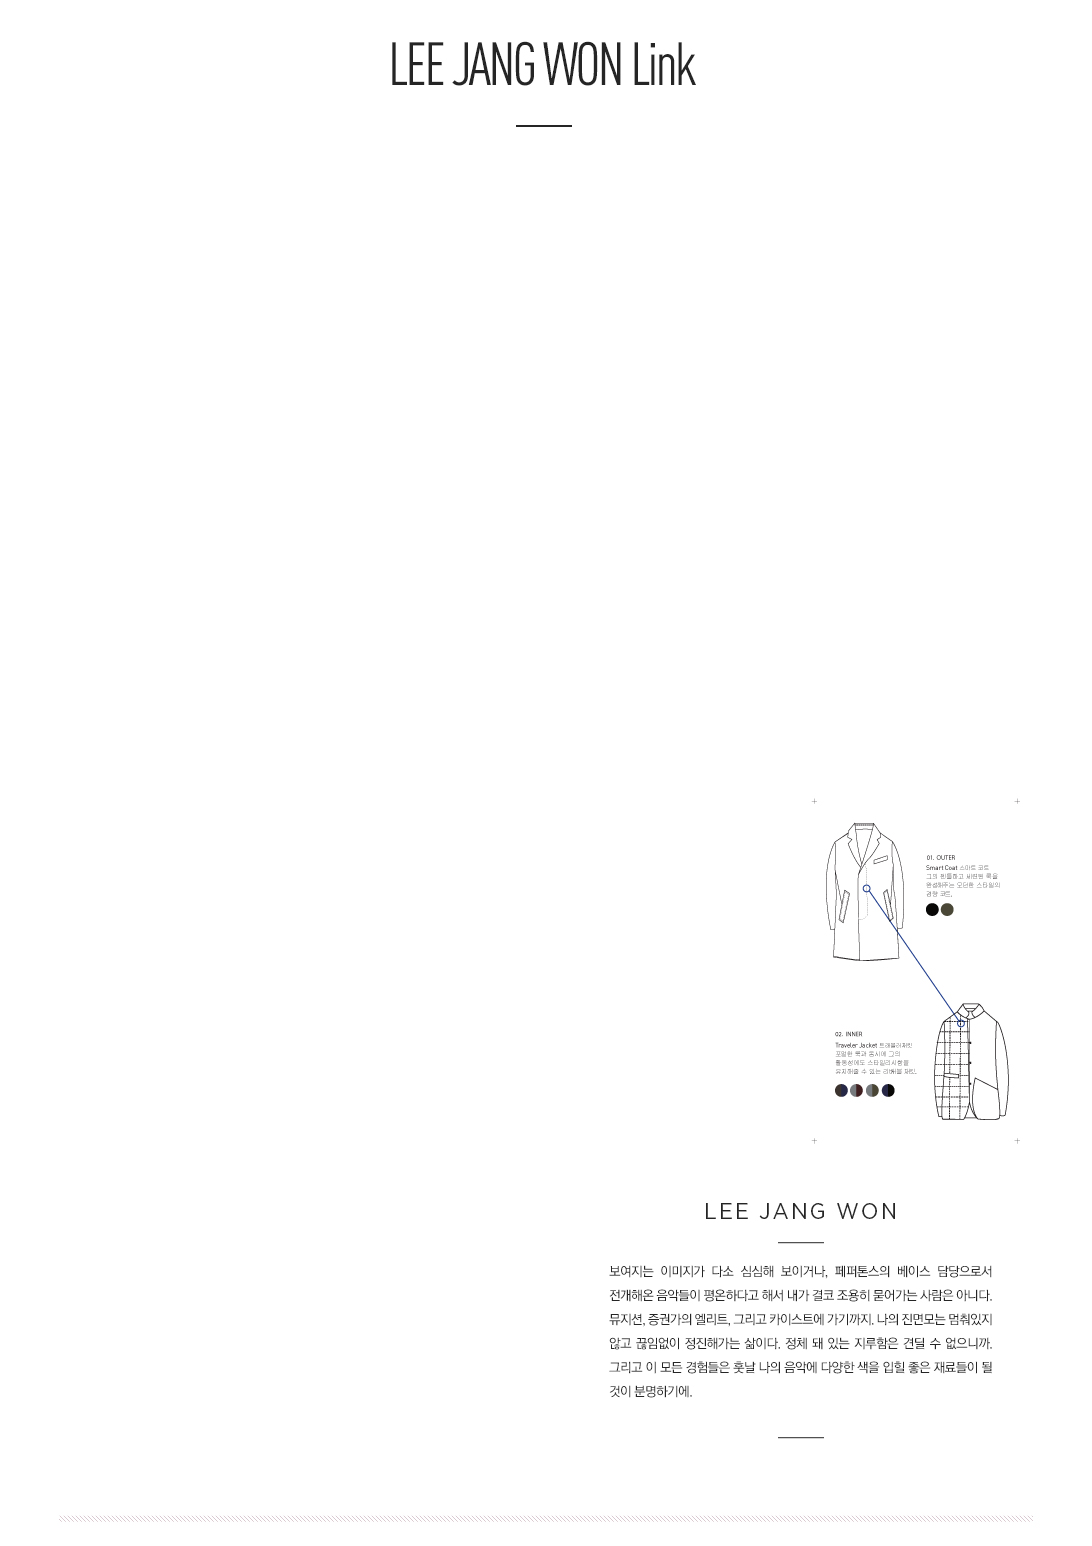 LEE JANG WON Link
01. OUTER
Smart Coat 스마트 코트
그의 반듯하고 세련된 룩을
완성해주는 모던한 스타일의
경량 코트.
02. INNER
Traveler Jacket 트래블러재킷
포멀한 룩과 동시에 그의
활동성에도 스타일리시함을
유지해줄 수 있는 리버서블 재킷.
LEE JANG WON
보여지는 이미지가 다소 심심해 보이거나, 페퍼톤스의 베이스 담당으로서
전개해온 음악들이 평온하다고 해서 내가 결코 조용히 묻어가는 사람은 아니다.
뮤지션, 증권가의 엘리트, 그리고 카이스트에 가기까지. 나의 진면모는 멈춰있지
않고 끊임없이 정진해가는 삶이다. 정체 돼 있는 지루함은 견딜 수 없으니까.
그리고 이 모든 경험들은 훗날 나의 음악에 다양한 색을 입힐 좋은 재료들이 될
것이 분명하기에.